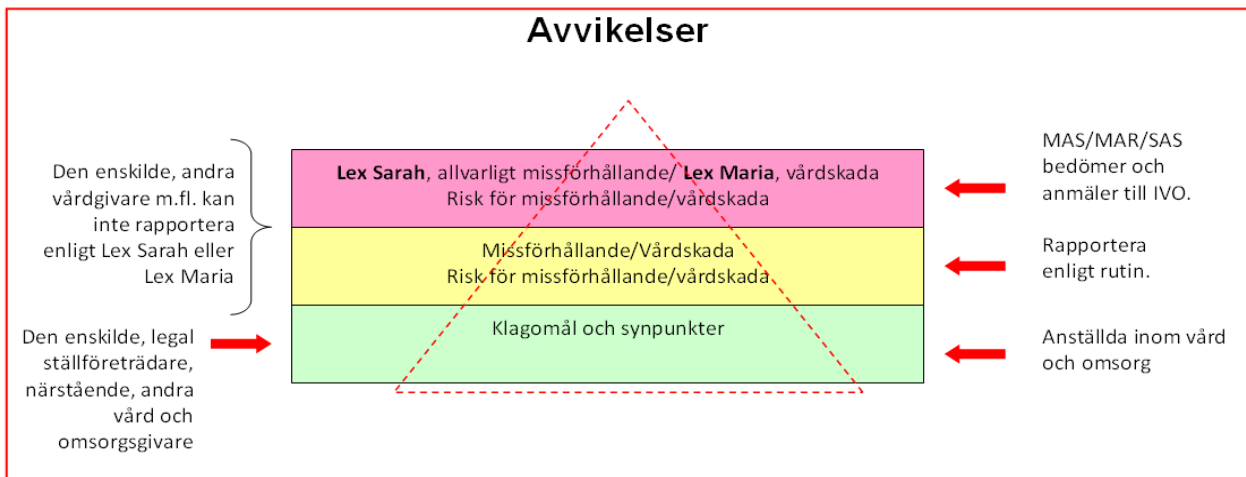 Avvikelser
Den enskilde, andra
vårdgivare m.fl. kan
inte rapportera
enligt Lex Sarah eller
Lex Maria
Lex Sarah, allvarligt missförhållande/ Lex Maria, vårdskada
Risk för missförhållande/vårdskada
MAS/MAR/SAS
bedömer och
anmäler till IVO.
Missförhållande/Vårdskada
Risk för missförhållande/vårdskada
Rapportera
enligt rutin.
Den enskilde, legal
ställföreträdare,
närstående, andra
vård och
omsorgsgivare
Klagomål och synpunkter
Anställda inom vård
och omsorg